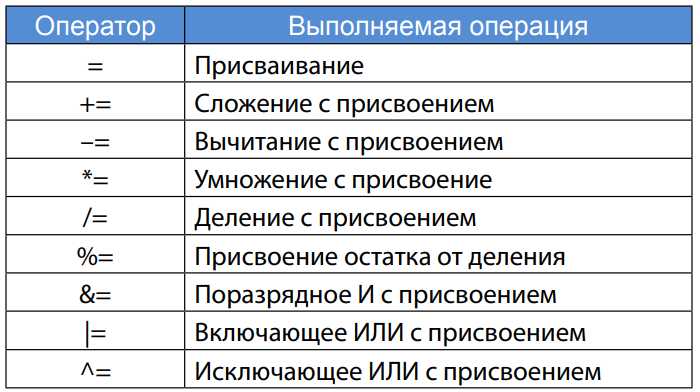 Оператор Выполняемая операция
= Присваивание
+= Сложение с присвоением
–= Вычитание с присвоением
*= Умножение с присвоение
/= Деление с присвоением
%= Присвоение остатка от деления
&= Поразрядное И с присвоением
|= Включающее ИЛИ с присвоением
^= Исключающее ИЛИ с присвоением